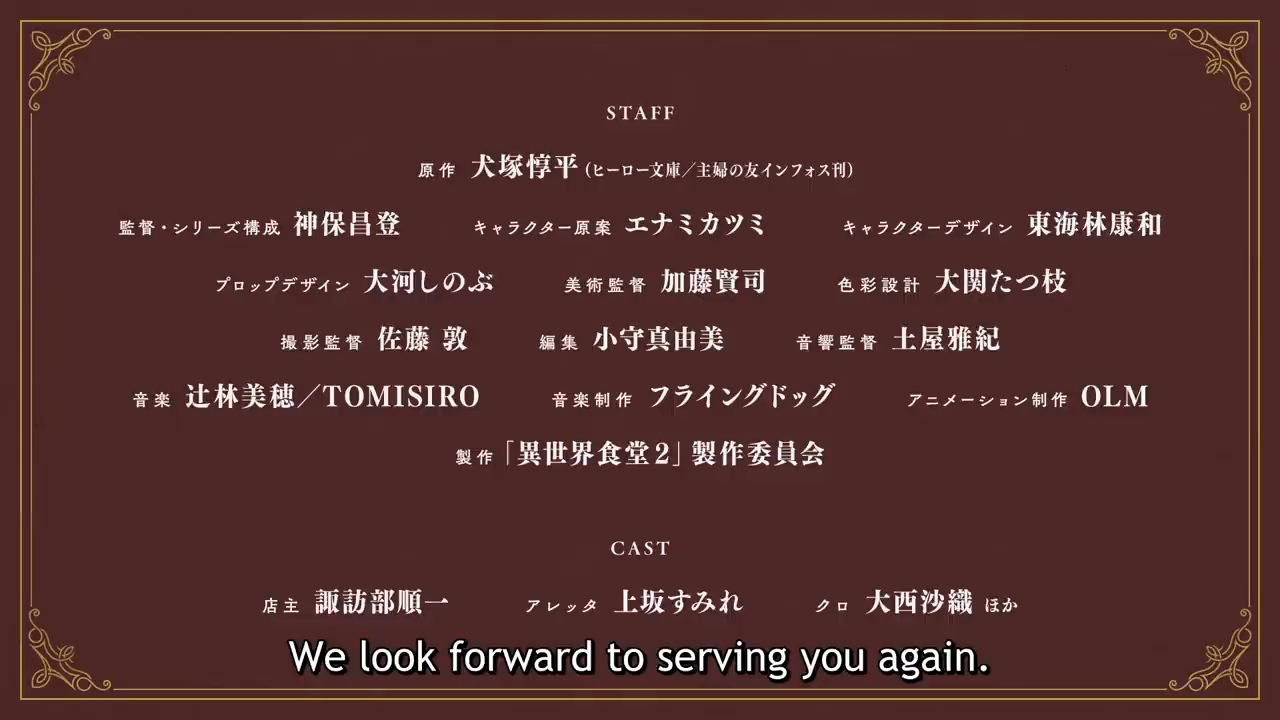 STAFF
原作 犬塚惇平(ヒーロー文庫／主婦の友インフォス刊)
監督・シリーズ構成 神保昌登 キャラクター原案 エナミカツミ キャラクターデザイン 東海林康和
プロップデザイン 大河しのぶ 美術監督 加藤賢司 色彩設計 大関たつ枝
撮影監督 佐藤 敦 編集 小守真由美 音響監督 土屋雅紀
音楽 辻林美穂／TOMISIRO 音楽制作 フライングドッグ アニメーション制作 OLM
製作「異世界食堂2」製作委員会
CAST
店主 諏訪部順一 アレッタ 上坂すみれ クロ 大西沙織 ほか
We look forward to serving you again.